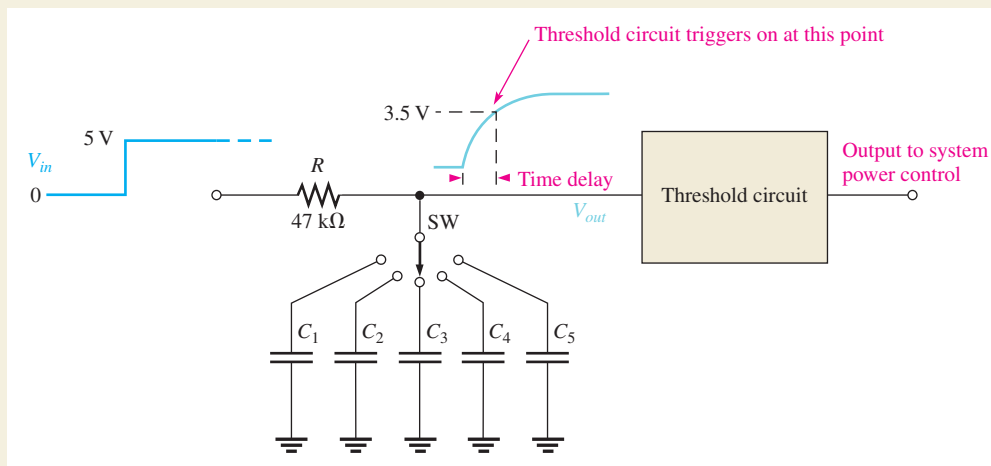 Threshold circuit triggers on at this point
3.5 V
5 V
V_in
0
R
47 kΩ
Time delay
V_out
SW
Threshold circuit
Output to system
power control
C_1
C_2
C_3
C_4
C_5